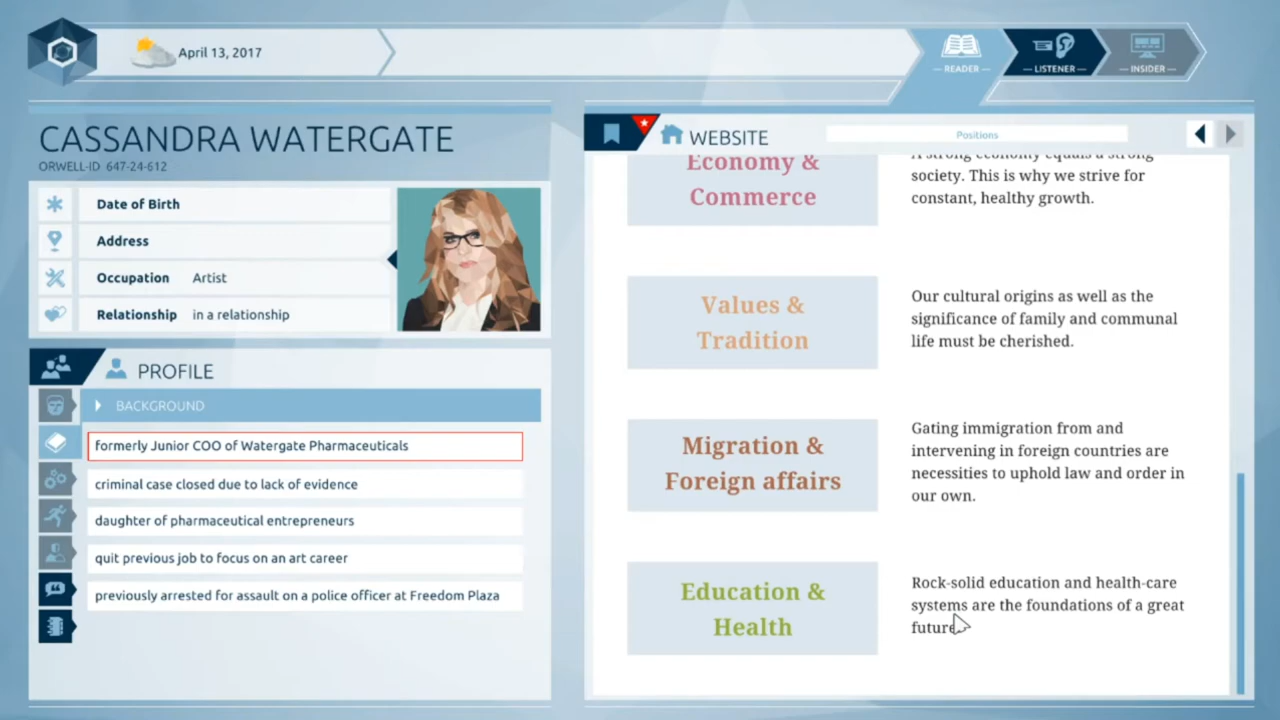 April 13, 2017
READER
LISTENER
INSIDER
CASSANDRA WATERGATE
ORWELL-ID 647-24-612
Date of Birth
Address
Occupation Artist
Relationship in a relationship
PROFILE
BACKGROUND
formerly Junior COO of Watergate Pharmaceuticals
criminal case closed due to lack of evidence
daughter of pharmaceutical entrepreneurs
quit previous job to focus on an art career
previously arrested for assault on a police officer at Freedom Plaza
WEBSITE
Positions
Economy &
Commerce
A strong economy equals a strong
society. This is why we strive for
constant, healthy growth.
Values &
Tradition
Our cultural origins as well as the
significance of family and communal
life must be cherished.
Migration &
Foreign affairs
Gating immigration from and
intervening in foreign countries are
necessities to uphold law and order in
our own.
Education &
Health
Rock-solid education and health-care
systems are the foundations of a great
future